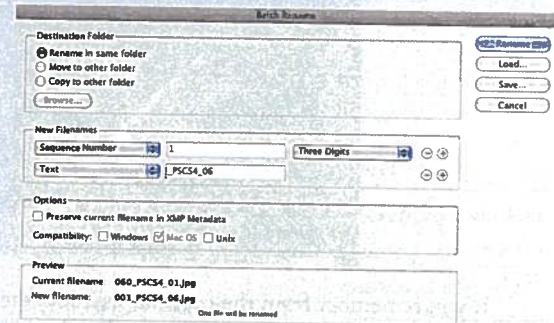 Batch Rename
Destination Folder
Rename in same folder
Move to other folder
Copy to other folder
Browse...
Rename
Load...
Save...
Cancel
New Filenames
Sequence Number 1 Three Digits
Text _PSCS4_06
Options
Preserve current filename in XMP Metadata
Compatibility: Windows Mac OS Unix
Preview
Current filename 060_PSCS4_01.jpg
New filename: 001_PSCS4_06.jpg
One file will be renamed